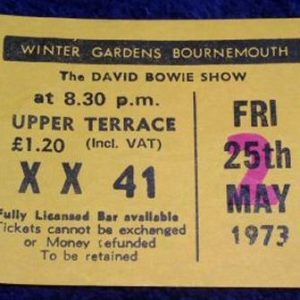 WINTER GARDENS BOURNEMOUTH
The DAVID BOWIE SHOW
at 8.30 p.m.
UPPER TERRACE
£1.20 (Incl. VAT)
X X 41
Fully Licensed Bar available
Tickets cannot be exchanged
or Money refunded
To be retained
FRI
25th
MAY
1973
2